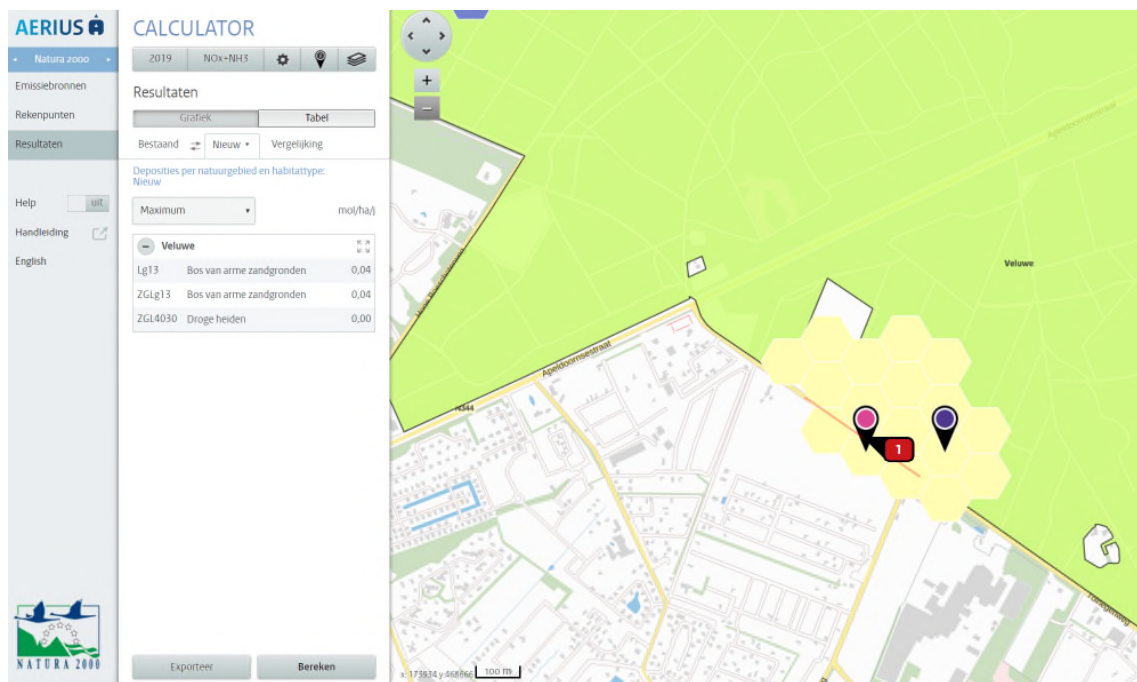 AERIUS
CALCULATOR
Natura 2000
2019
NOx+NH3
Emissiebronnen
Rekenpunten
Resultaten
Help
uit
Handleiding
English
Resultaten
Grafiek
Tabel
Bestaand
Nieuw
Vergelijking
Deposities per natuurgebied en habitattype:
Nieuw
Maximum
mol/ha/j
Veluwe
Lg13 Bos van arme zandgronden 0,04
ZGLg13 Bos van arme zandgronden 0,04
ZGL4030 Droge heiden 0,00
Exporteer
Bereken
NATURA 2000
+
−
Apeldoornsestraat
Veluwe
Apeldoornsestraat
N344
1
x: 173934 y:468666
100 m